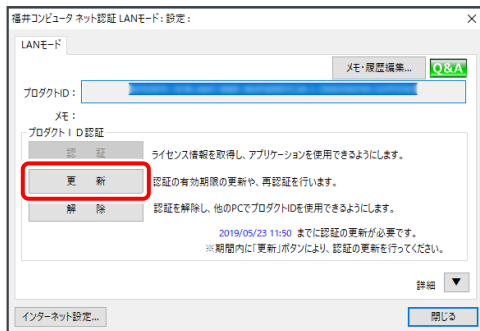 福井コンピュータ ネット認証 LANモード：設定：
LANモード
メモ・履歴編集...
Q&A
プロダクトID：
メモ：
プロダクトＩＤ認証
認　証
ライセンス情報を取得し、アプリケーションを使用できるようにします。
更　新
認証の有効期限の更新や、再認証を行います。
解　除
認証を解除し、他のPCでプロダクトIDを使用できるようにします。
2019/05/23 11:50 までに認証の更新が必要です。
※期間内に「更新」ボタンにより、認証の更新を行ってください。
詳細 ▼
インターネット設定...
閉じる